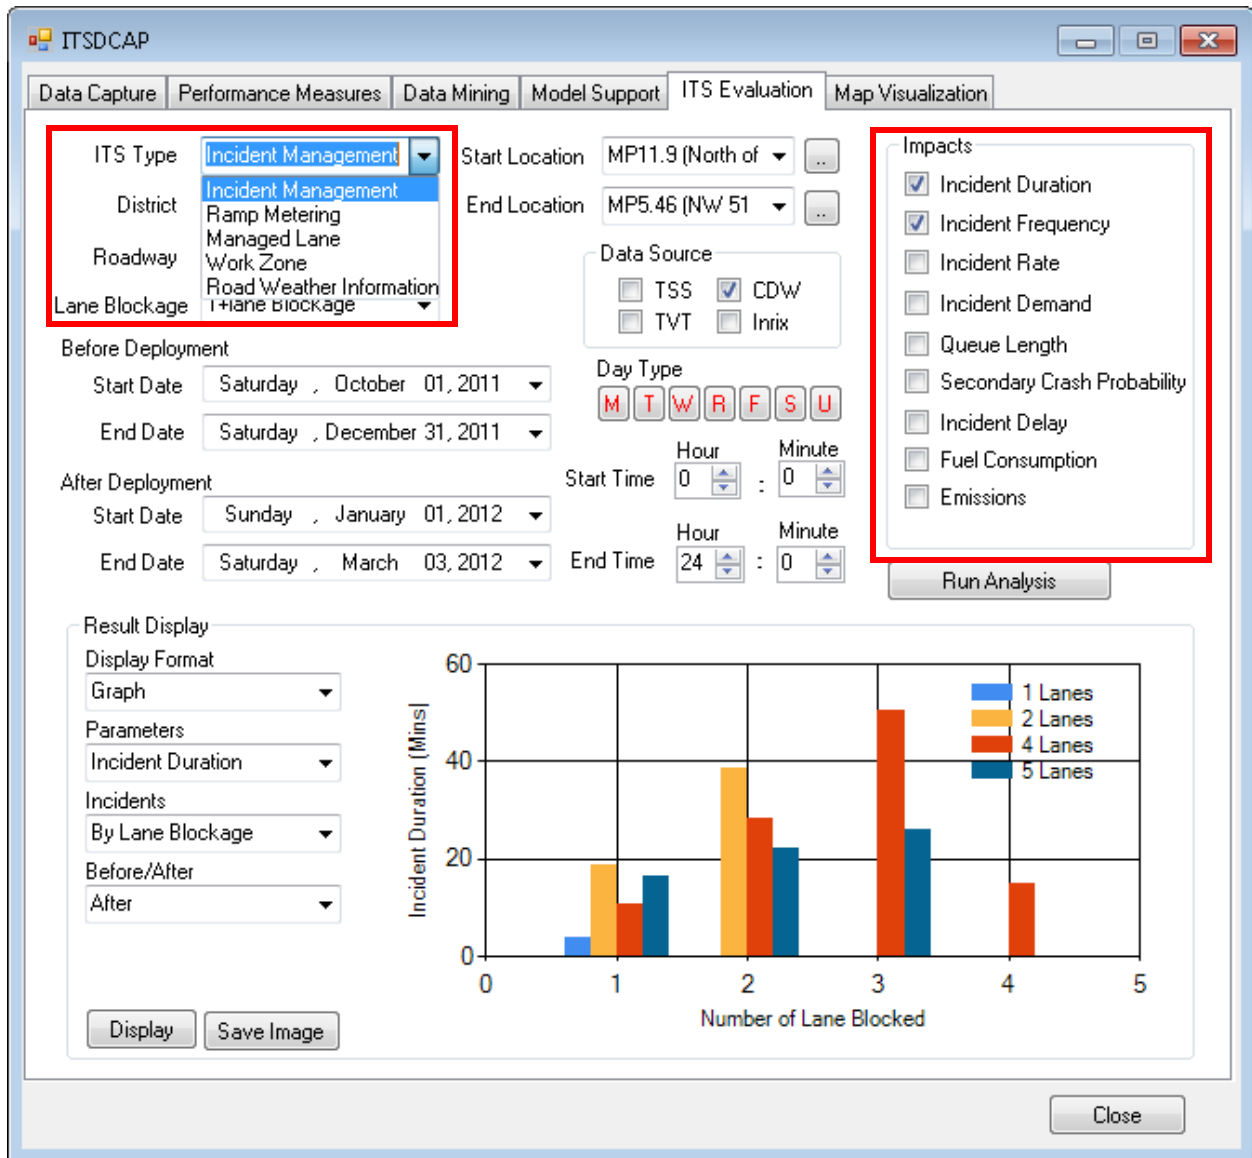 ITSDCAP
Data Capture Performance Measures Data Mining Model Support ITS Evaluation Map Visualization
ITS Type Incident Management
Incident Management
Ramp Metering
Managed Lane
Work Zone
Road Weather Information
District
Roadway
Lane Blockage 1+lane Blockage
Start Location MP11.9 (North of ..
End Location MP5.46 (NW 51 ..
Data Source
TSS CDW
TVT Inrix
Day Type
M T W R F S U
Before Deployment
Start Date Saturday , October 01, 2011
End Date Saturday , December 31, 2011
After Deployment
Start Date Sunday , January 01, 2012
End Date Saturday , March 03, 2012
Hour Minute
Start Time 0 : 0
Hour Minute
End Time 24 : 0
Impacts
Incident Duration
Incident Frequency
Incident Rate
Incident Demand
Queue Length
Secondary Crash Probability
Incident Delay
Fuel Consumption
Emissions
Run Analysis
Result Display
Display Format
Graph
Parameters
Incident Duration
Incidents
By Lane Blockage
Before/After
After
Display Save Image
Incident Duration (Mins)
60
40
20
0
0 1 2 3 4 5
Number of Lane Blocked
1 Lanes
2 Lanes
4 Lanes
5 Lanes
Close